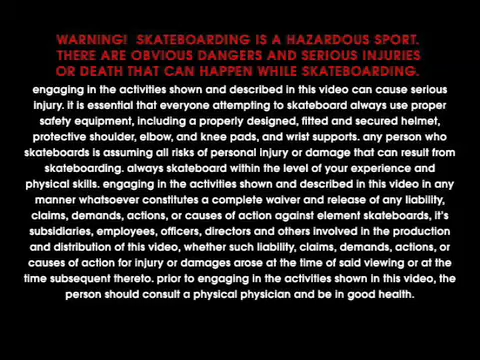 WARNING! SKATEBOARDING IS A HAZARDOUS SPORT.
THERE ARE OBVIOUS DANGERS AND SERIOUS INJURIES
OR DEATH THAT CAN HAPPEN WHILE SKATEBOARDING.
engaging in the activities shown and described in this video can cause serious
injury. it is essential that everyone attempting to skateboard always use proper
safety equipment, including a properly designed, fitted and secured helmet,
protective shoulder, elbow, and knee pads, and wrist supports. any person who
skateboards is assuming all risks of personal injury or damage that can result from
skateboarding. always skateboard within the level of your experience and
physical skills. engaging in the activities shown and described in this video in any
manner whatsoever constitutes a complete waiver and release of any liability,
claims, demands, actions, or causes of action against element skateboards, it's
subsidiaries, employees, officers, directors and others involved in the production
and distribution of this video, whether such liability, claims, demands, actions, or
causes of action for injury or damages arose at the time of said viewing or at the
time subsequent thereto. prior to engaging in the activities shown in this video, the
person should consult a physical physician and be in good health.